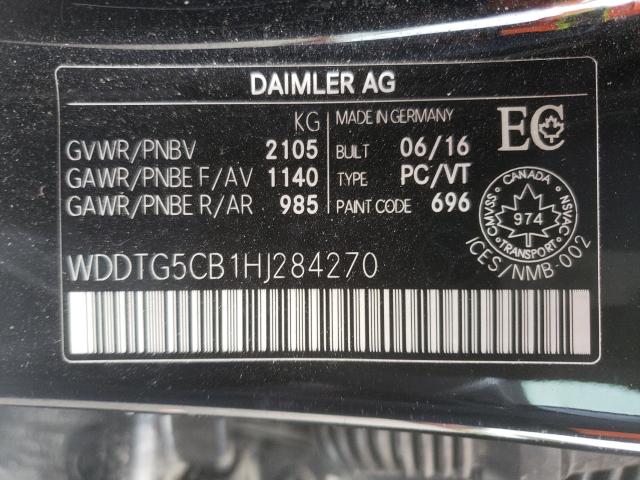 DAIMLER AG
KG
GVWR/PNBV 2105
GAWR/PNBE F/AV 1140
GAWR/PNBE R/AR 985
MADE IN GERMANY
BUILT 06/16
TYPE PC/VT
PAINT CODE 696
EC
CANADA
CMVSS 974 NSVAC
TRANSPORT
ICES/NMB-002
WDDTG5CB1HJ284270